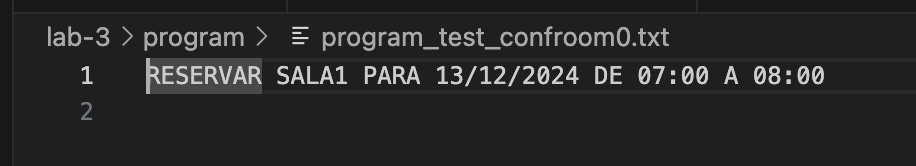 lab-3 > program > program_test_confroom0.txt
1 RESERVAR SALA1 PARA 13/12/2024 DE 07:00 A 08:00
2